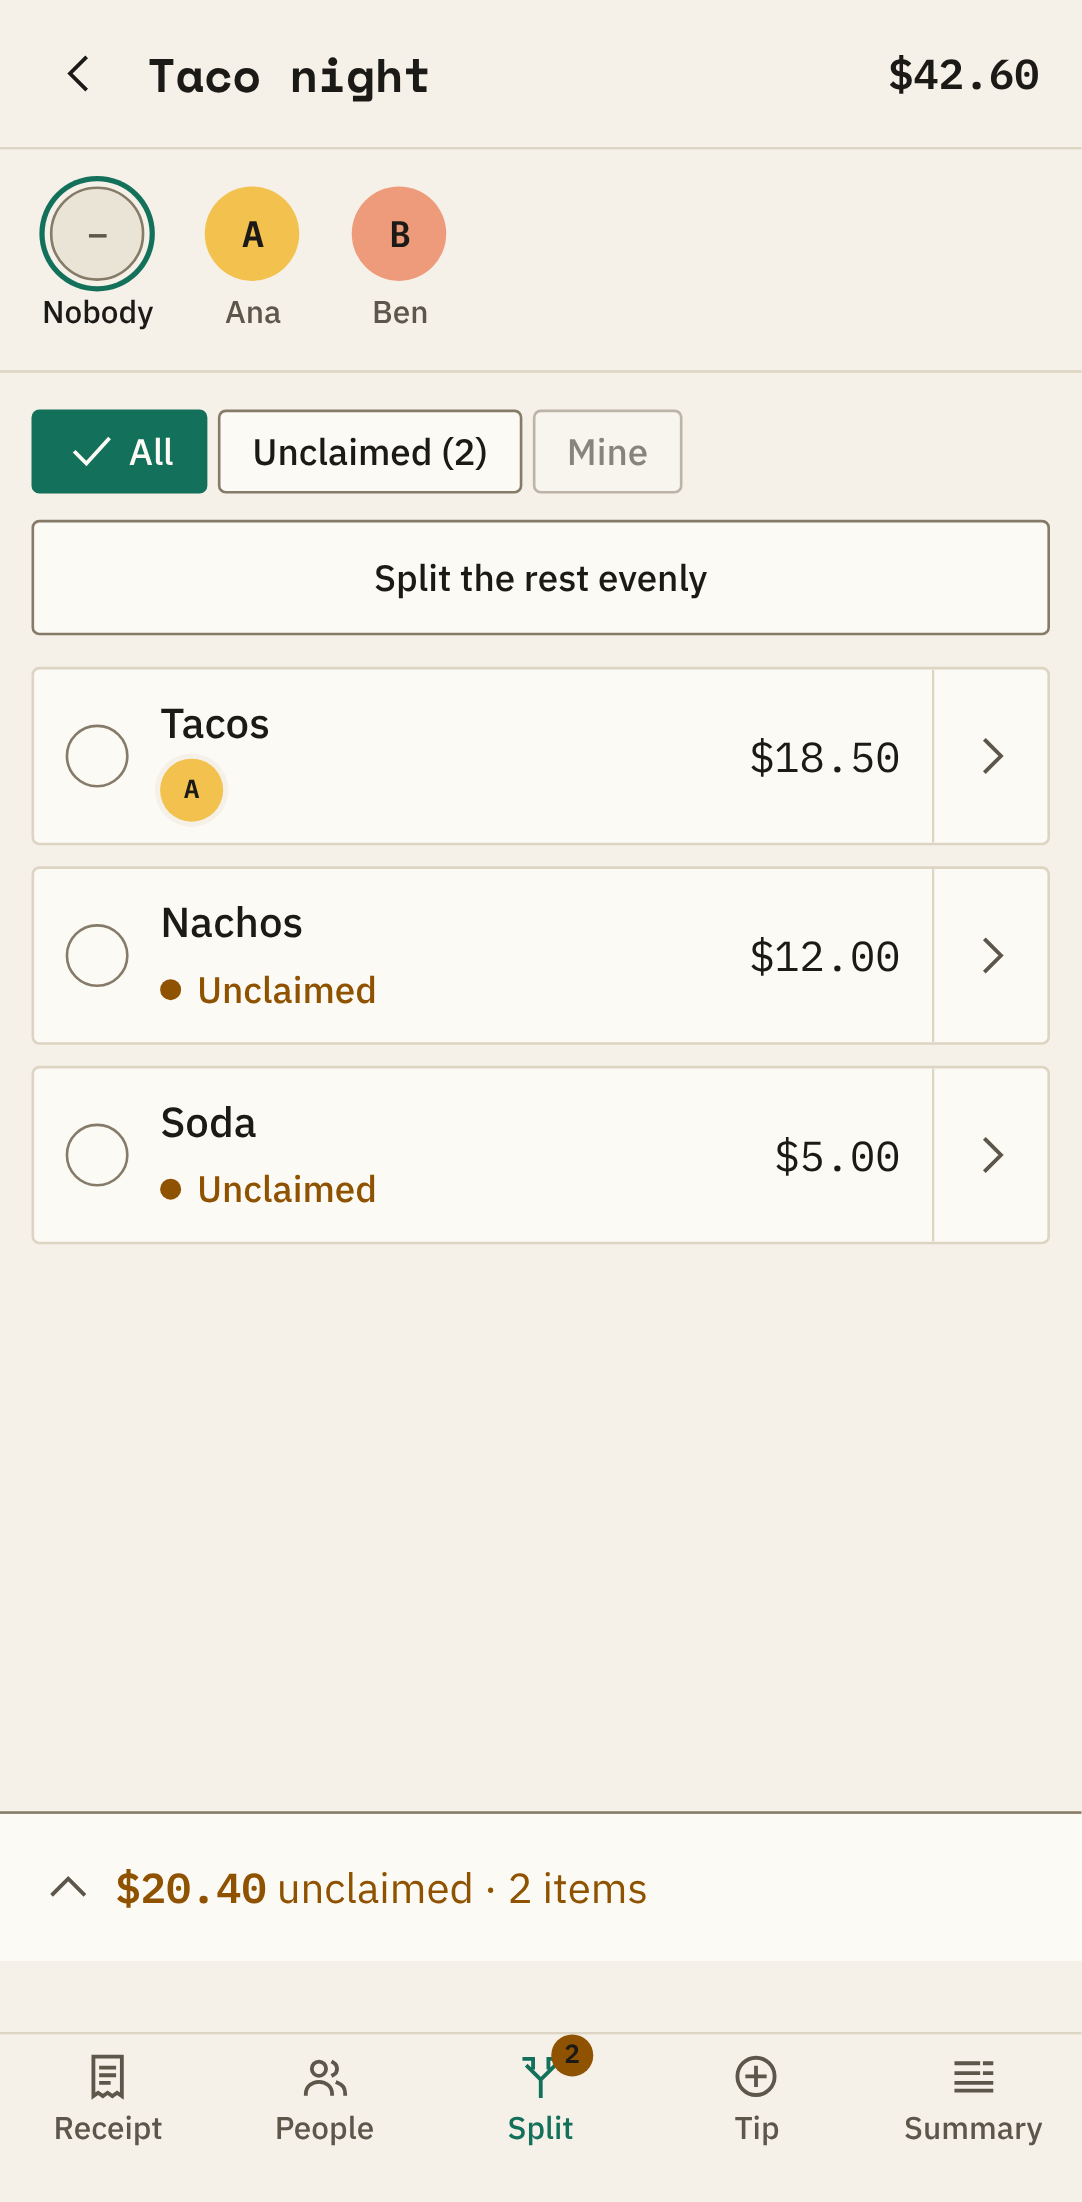 Taco night $42.60
– A B
Nobody Ana Ben
All Unclaimed (2) Mine
Split the rest evenly
Tacos
A
$18.50
Nachos
Unclaimed
$12.00
Soda
Unclaimed
$5.00
$20.40 unclaimed · 2 items
2
Receipt People Split Tip Summary